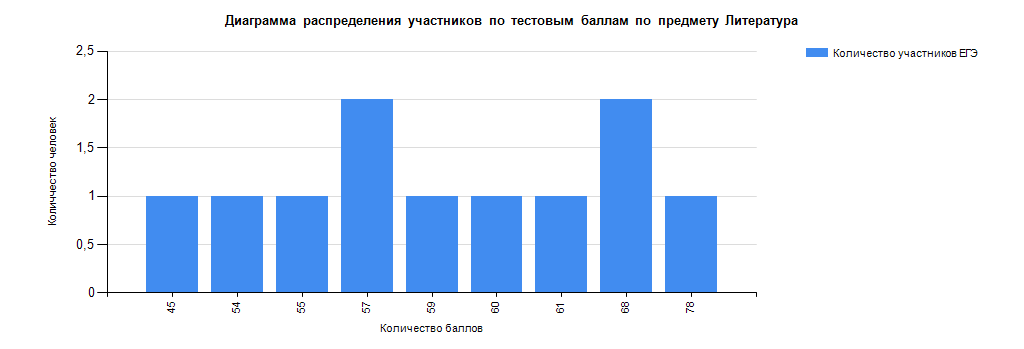 Диаграмма распределения участников по тестовым баллам по предмету Литература
Количество участников ЕГЭ
Количчество человек
2,5
2
1,5
1
0,5
0
45 54 55 57 59 60 61 68 78
Количество баллов